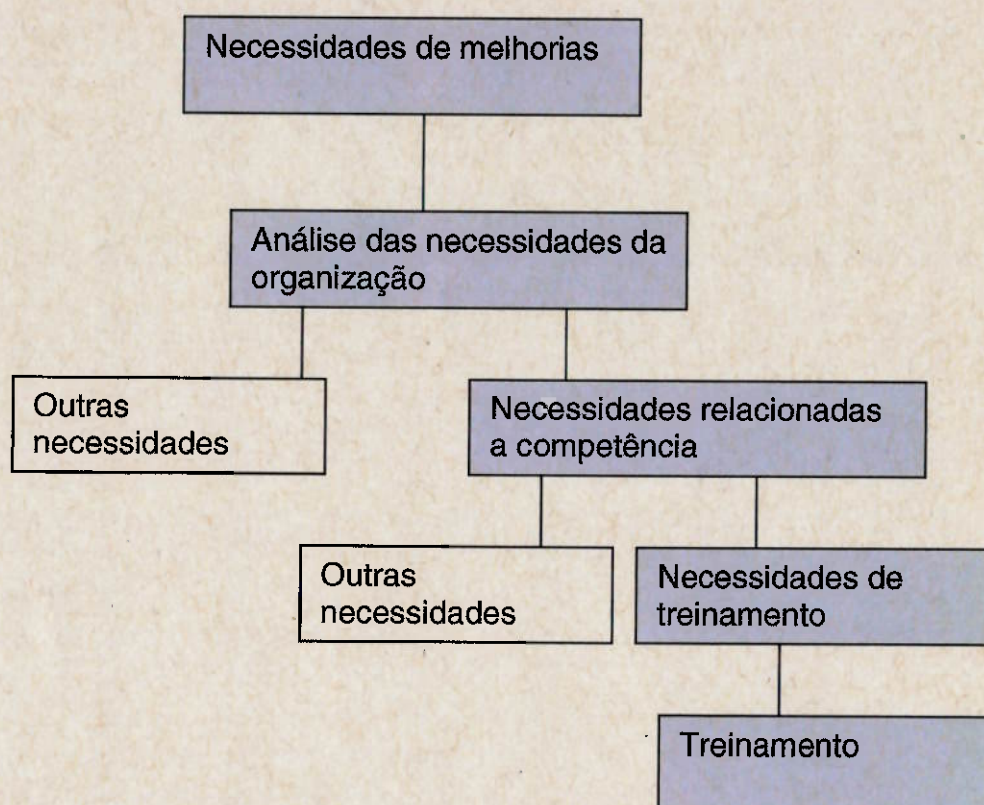 Necessidades de melhorias
Análise das necessidades da
organização
Outras
necessidades
Necessidades relacionadas
a competência
Outras
necessidades
Necessidades de
treinamento
Treinamento